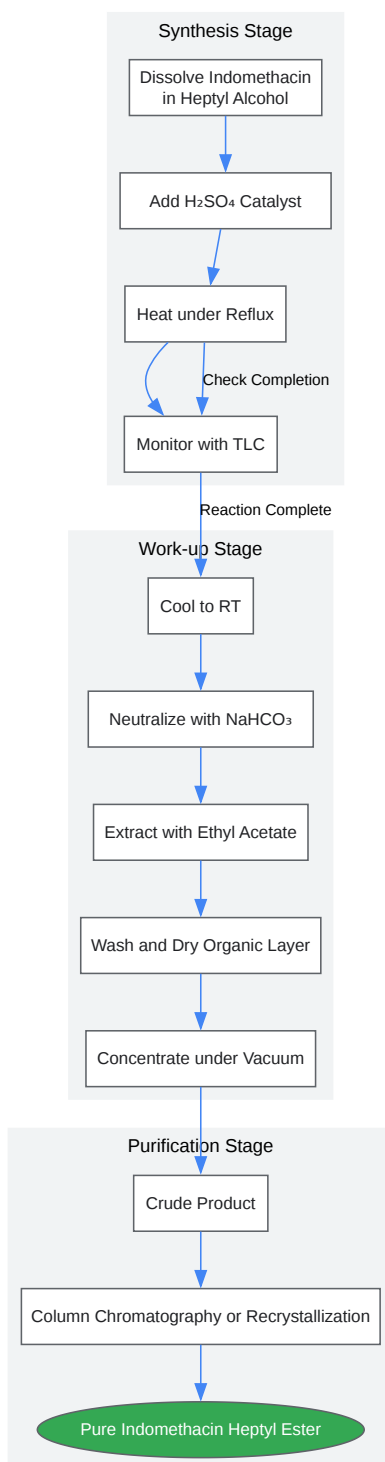 Synthesis Stage
Dissolve Indomethacin
in Heptyl Alcohol
Add H₂SO₄ Catalyst
Heat under Reflux
Check Completion
Monitor with TLC
Reaction Complete
Work-up Stage
Cool to RT
Neutralize with NaHCO₃
Extract with Ethyl Acetate
Wash and Dry Organic Layer
Concentrate under Vacuum
Purification Stage
Crude Product
Column Chromatography or Recrystallization
Pure Indomethacin Heptyl Ester